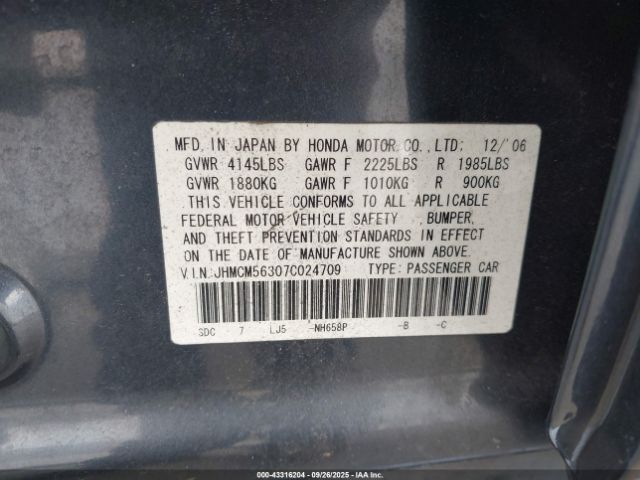 MFD. IN JAPAN BY HONDA MOTOR CO.,LTD: 12/'06
GVWR 4145LBS GAWR F 2225LBS R 1985LBS
GVWR 1880KG GAWR F 1010KG R 900KG
THIS VEHICLE CONFORMS TO ALL APPLICABLE
FEDERAL MOTOR VEHICLE SAFETY , BUMPER,
AND THEFT PREVENTION STANDARDS IN EFFECT
ON THE DATE OF MANUFACTURE SHOWN ABOVE.
V.I.N: JHMCM56307C024709 TYPE: PASSENGER CAR
SDC 7 LJ5 -NH658P -B -C
000-43316204 - 09/26/2025 - IAA Inc.